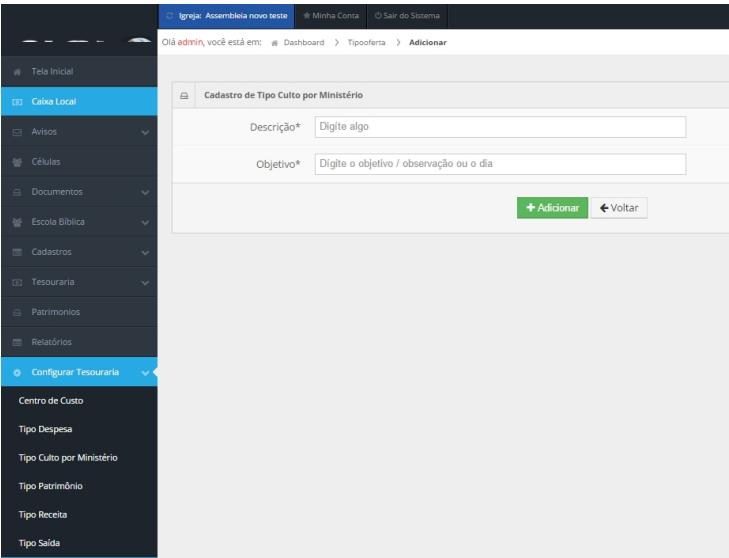 Igreja: Assembleia novo teste Minha Conta Sair do Sistema
Olá admin, você está em: Dashboard > Tipooferta > Adicionar
Tela Inicial
Caixa Local
Avisos
Células
Documentos
Escola Bíblica
Cadastros
Tesouraria
Patrimonios
Relatórios
Configurar Tesouraria
Centro de Custo
Tipo Despesa
Tipo Culto por Ministério
Tipo Patrimônio
Tipo Receita
Tipo Saída
Cadastro de Tipo Culto por Ministério
Descrição* Digite algo
Objetivo* Dígite o objetivo / observação ou o dia
+ Adicionar Voltar